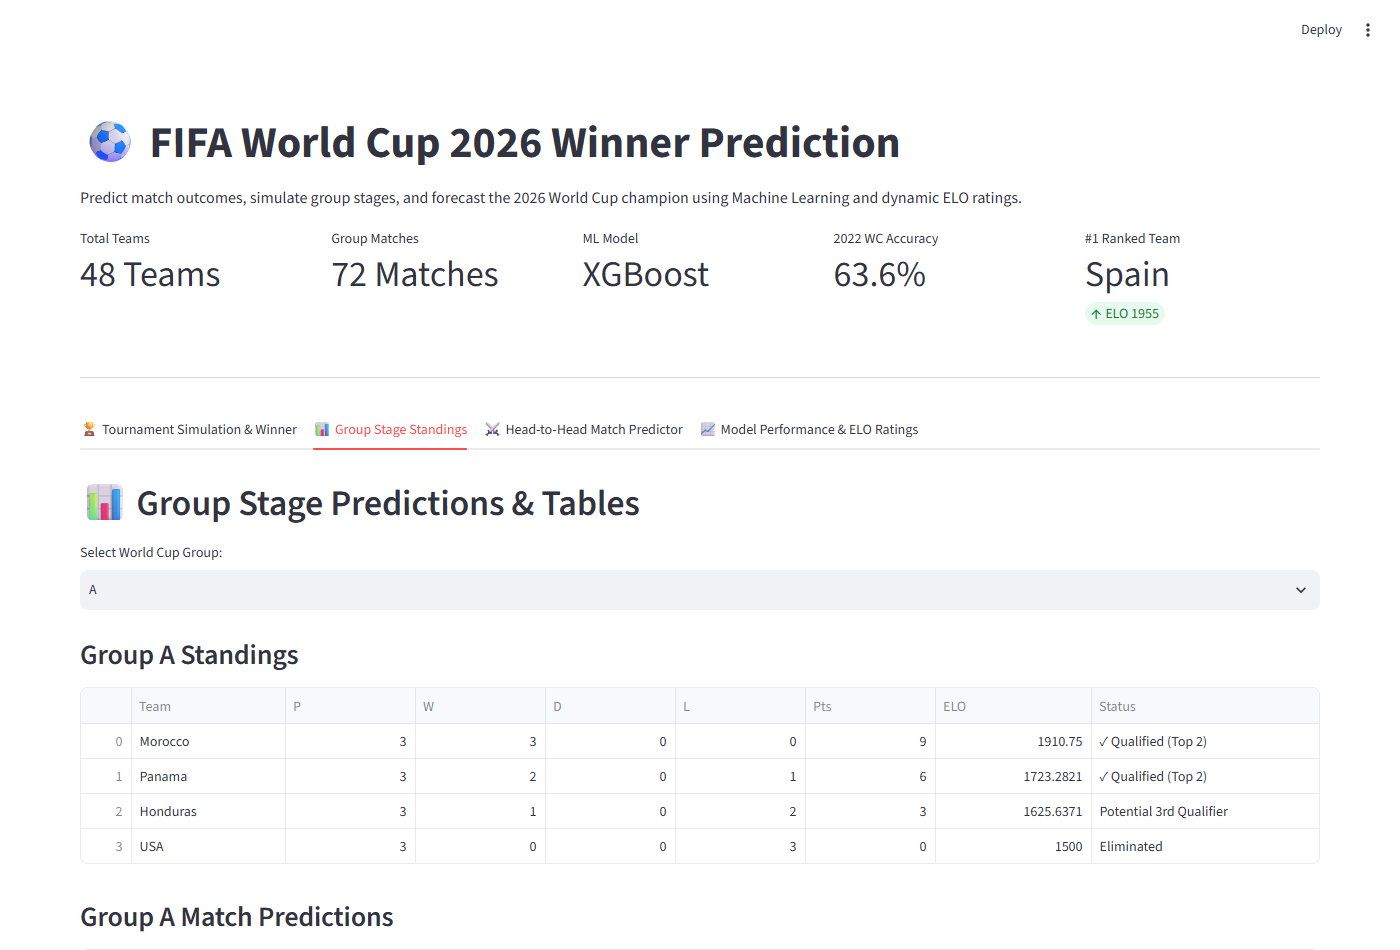 Deploy
FIFA World Cup 2026 Winner Prediction
Predict match outcomes, simulate group stages, and forecast the 2026 World Cup champion using Machine Learning and dynamic ELO ratings.
Total Teams Group Matches ML Model 2022 WC Accuracy #1 Ranked Team
48 Teams 72 Matches XGBoost 63.6% Spain
↑ ELO 1955
Tournament Simulation & Winner Group Stage Standings Head-to-Head Match Predictor Model Performance & ELO Ratings
Group Stage Predictions & Tables
Select World Cup Group:
A
Group A Standings
Team P W D L Pts ELO Status
0 Morocco 3 3 0 0 9 1910.75 ✓ Qualified (Top 2)
1 Panama 3 2 0 1 6 1723.2821 ✓ Qualified (Top 2)
2 Honduras 3 1 0 2 3 1625.6371 Potential 3rd Qualifier
3 USA 3 0 0 3 0 1500 Eliminated
Group A Match Predictions